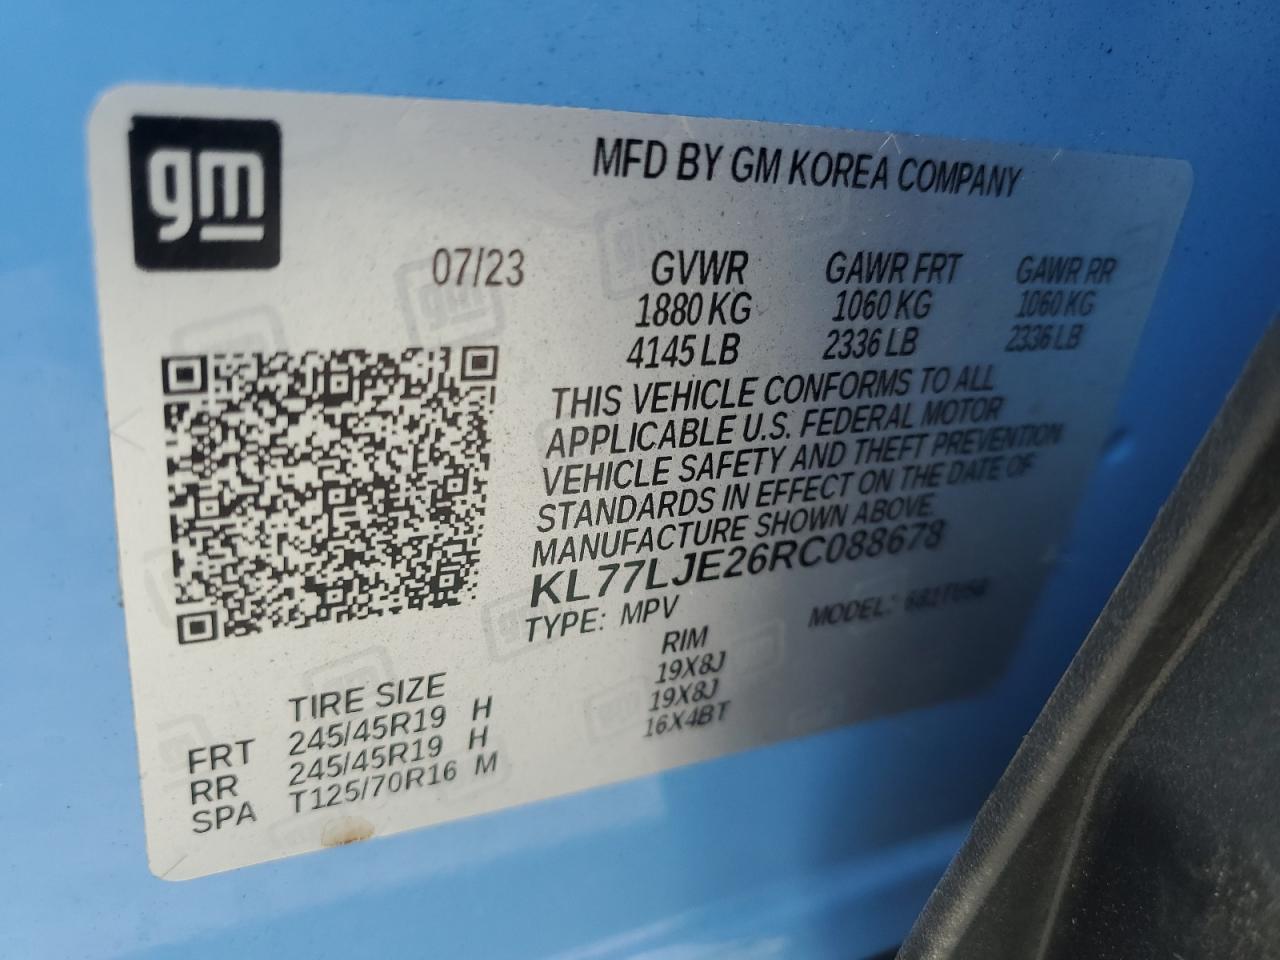 gm
MFD BY GM KOREA COMPANY
07/23
GVWR GAWR FRT GAWR RR
1880 KG 1060 KG 1060 KG
4145 LB 2336 LB 2336 LB
THIS VEHICLE CONFORMS TO ALL
APPLICABLE U.S. FEDERAL MOTOR
VEHICLE SAFETY AND THEFT PREVENTION
STANDARDS IN EFFECT ON THE DATE OF
MANUFACTURE SHOWN ABOVE.
KL77LJE26RC088678
TYPE: MPV MODEL:
TIRE SIZE RIM
FRT 245/45R19 H 19X8J
RR 245/45R19 H 19X8J
SPA T125/70R16 M 16X4BT